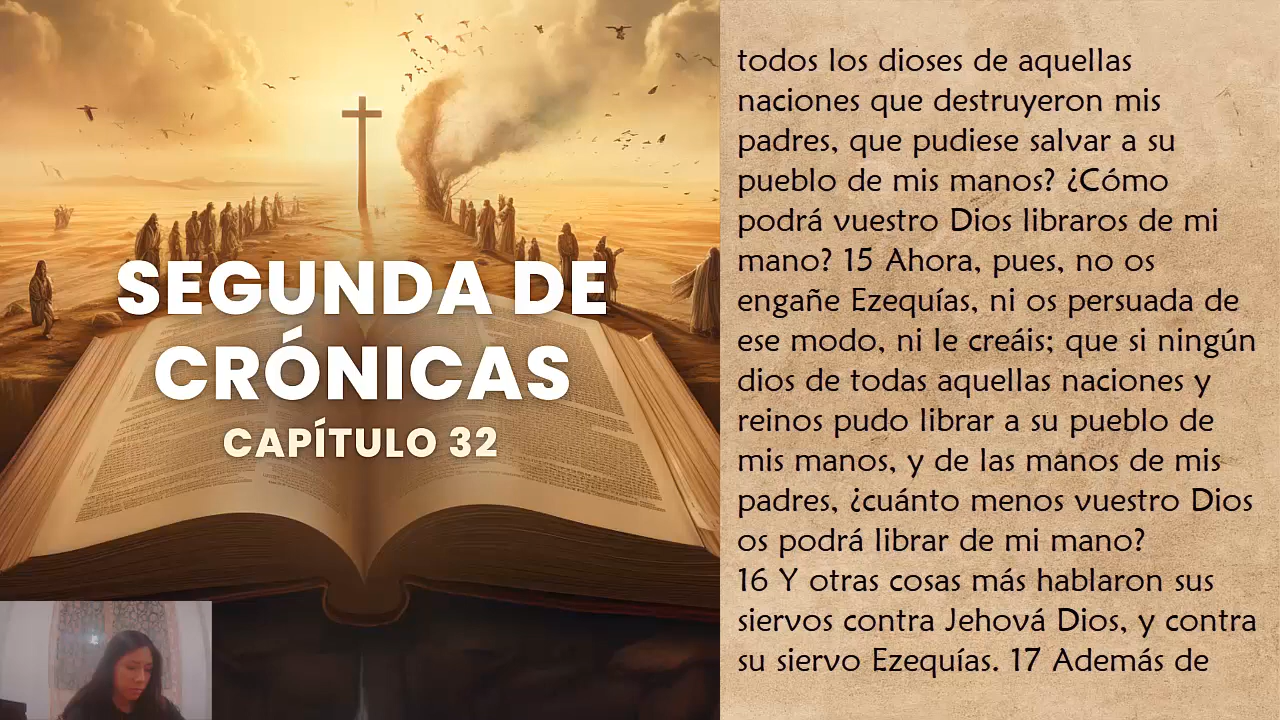 SEGUNDA DE
CRÓNICAS
CAPÍTULO 32
todos los dioses de aquellas
naciones que destruyeron mis
padres, que pudiese salvar a su
pueblo de mis manos? ¿Cómo
podrá vuestro Dios libraros de mi
mano? 15 Ahora, pues, no os
engañe Ezequías, ni os persuada de
ese modo, ni le creáis; que si ningún
dios de todas aquellas naciones y
reinos pudo librar a su pueblo de
mis manos, y de las manos de mis
padres, ¿cuánto menos vuestro Dios
os podrá librar de mi mano?
16 Y otras cosas más hablaron sus
siervos contra Jehová Dios, y contra
su siervo Ezequías. 17 Además de